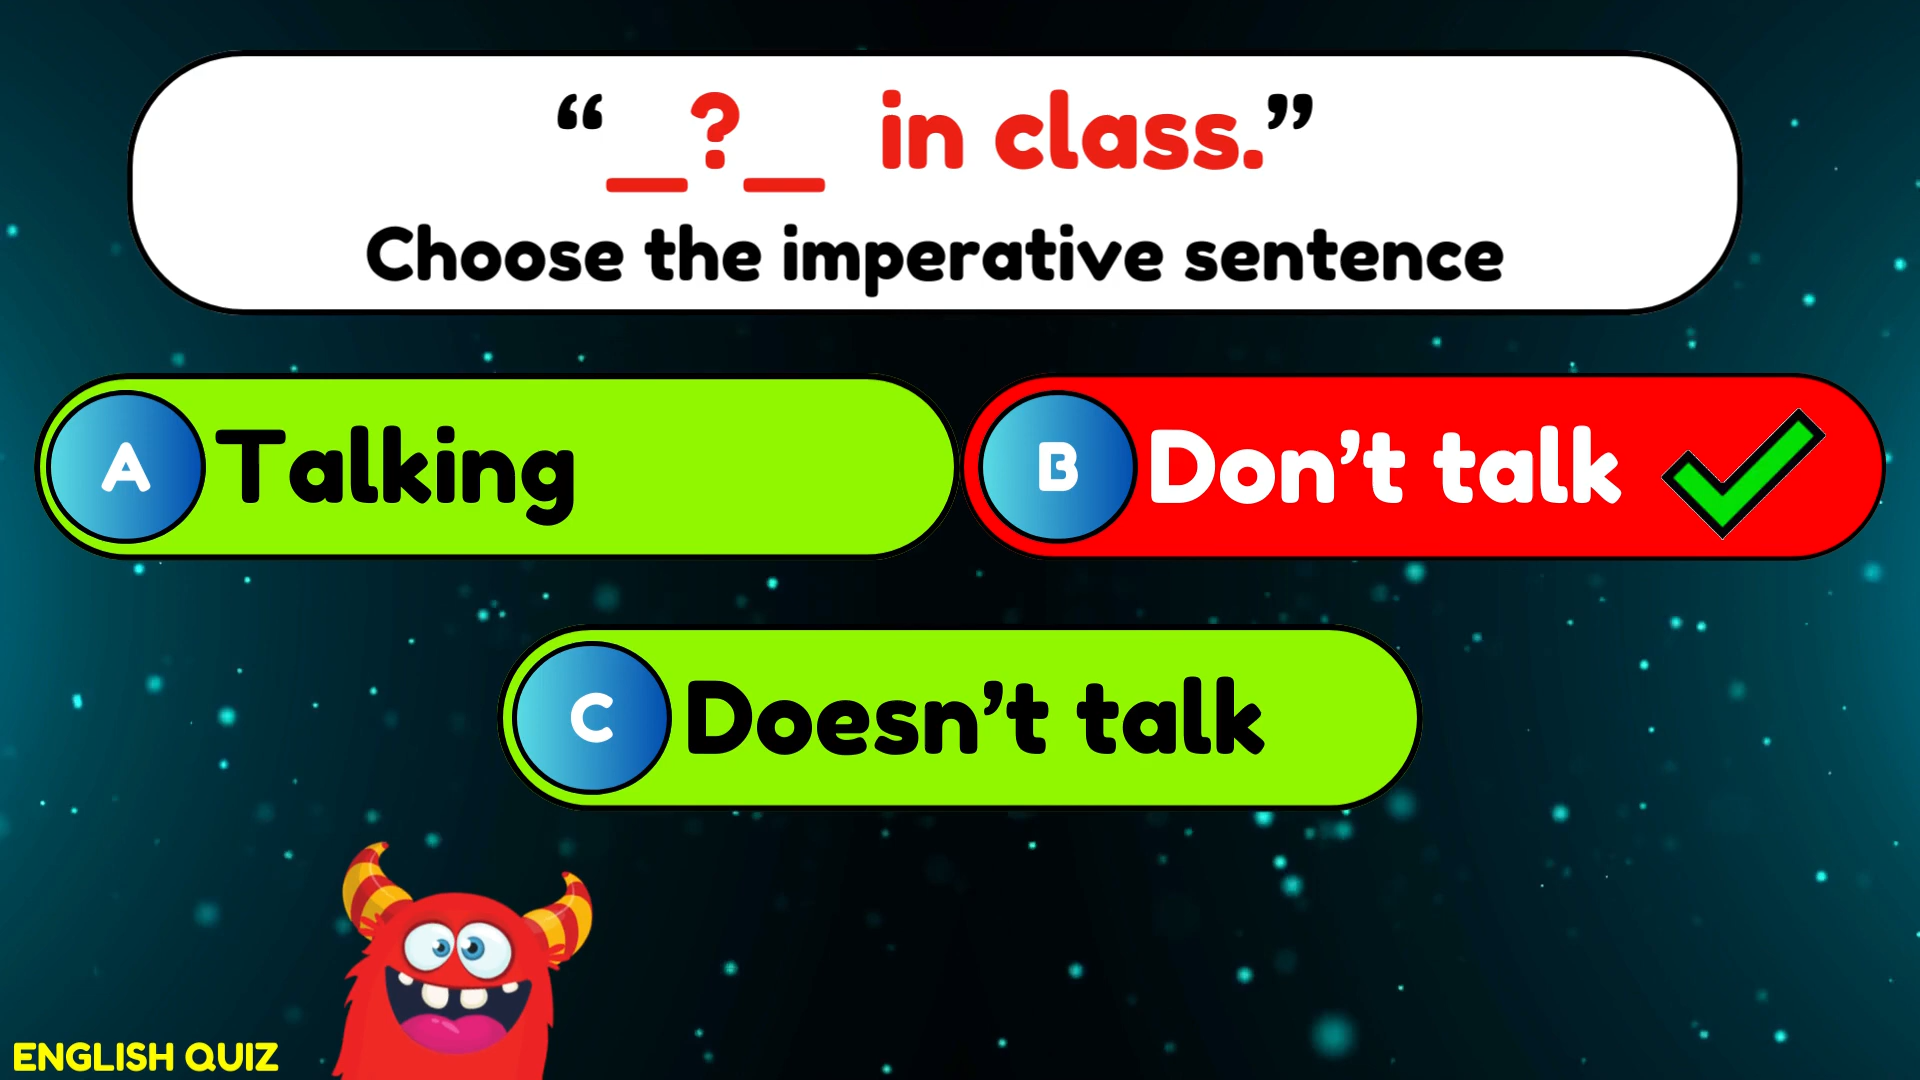 “_?_ in class.”
Choose the imperative sentence
A Talking
B Don’t talk
C Doesn’t talk
ENGLISH QUIZ